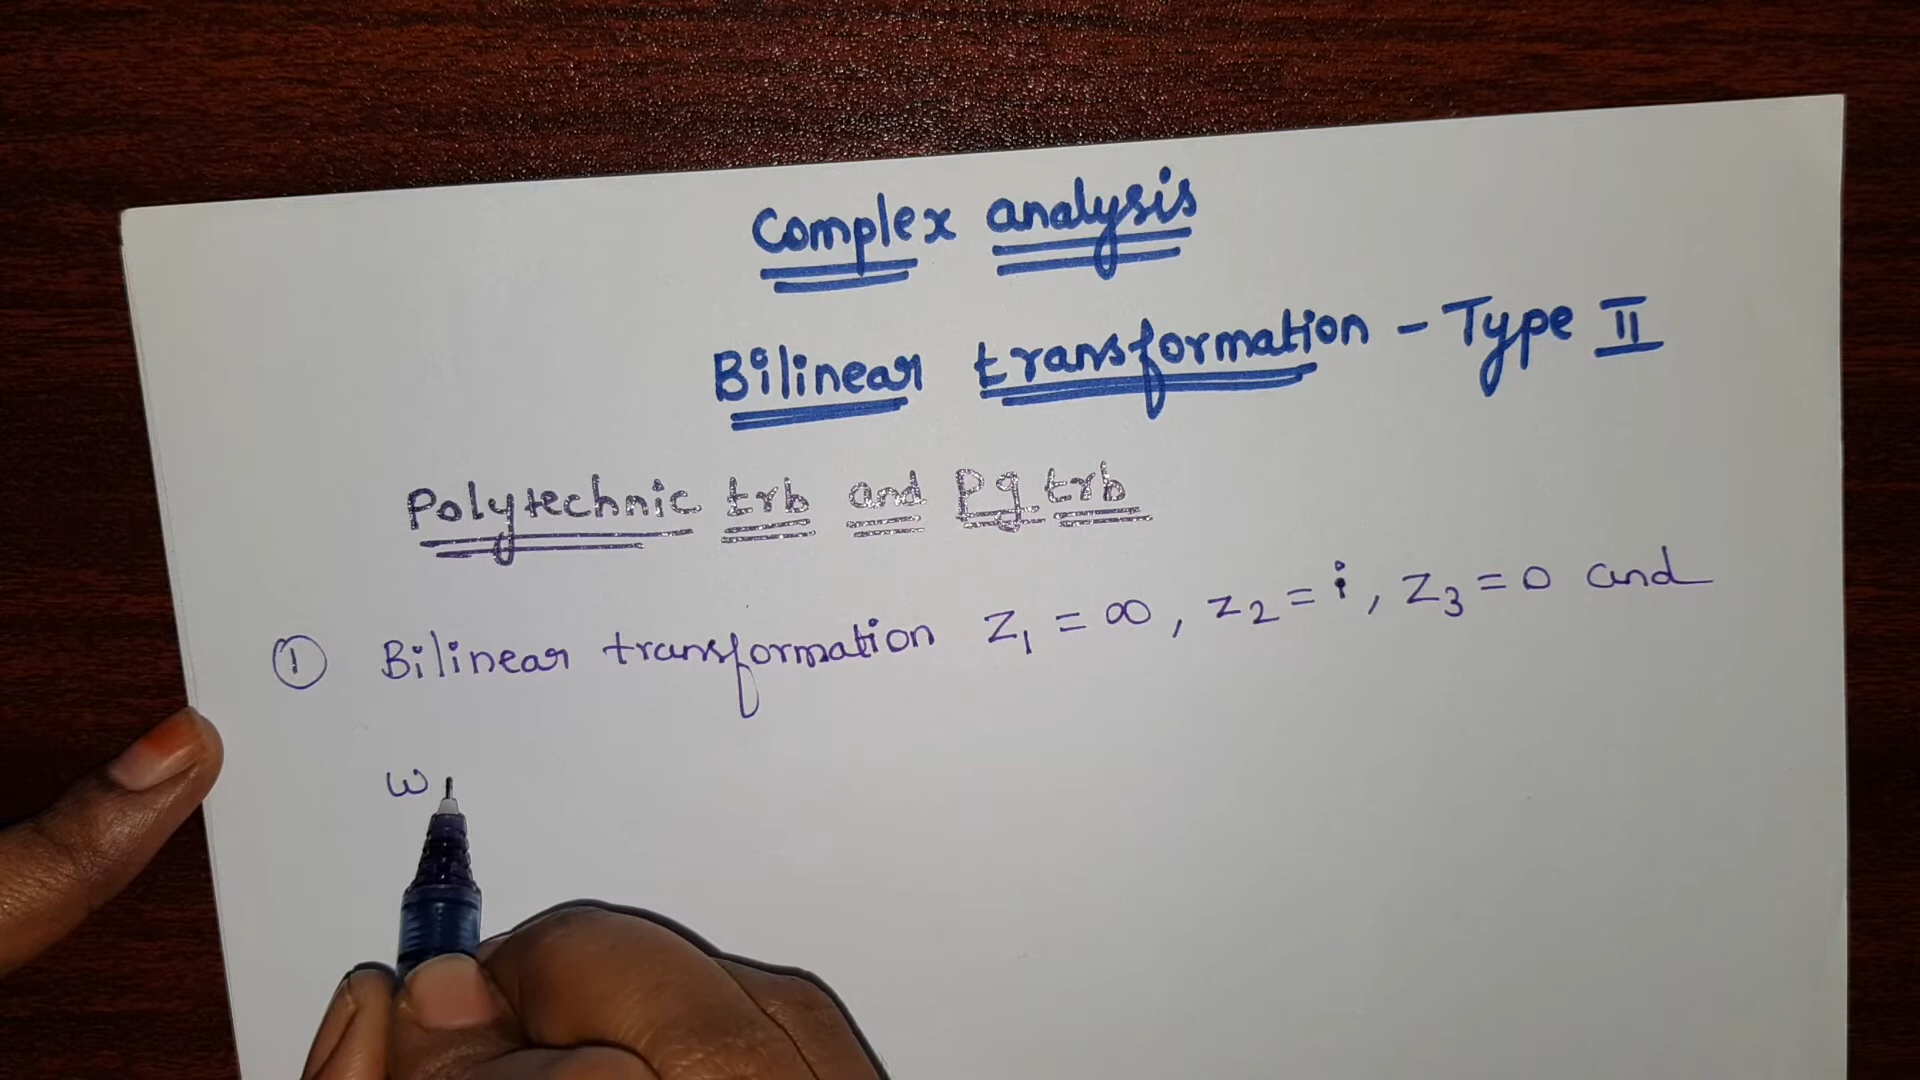 Complex analysis
Bilinear transformation - Type II
Polytechnic trb and Pg trb
① Bilinear transformation z₁ = ∞, z₂ = i, z₃ = 0 and
w